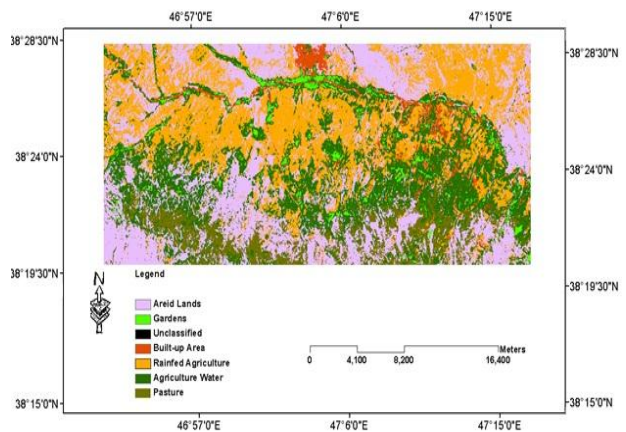 46°57'0"E 47°6'0"E 47°15'0"E
38°28'30"N 38°28'30"N
38°24'0"N 38°24'0"N
38°19'30"N 38°19'30"N
38°15'0"N 38°15'0"N
N
Legend
Areid Lands
Gardens
Unclassified
Built-up Area
Rainfed Agriculture
Agriculture Water
Pasture
Meters
0 4,100 8,200 16,400
46°57'0"E 47°6'0"E 47°15'0"E